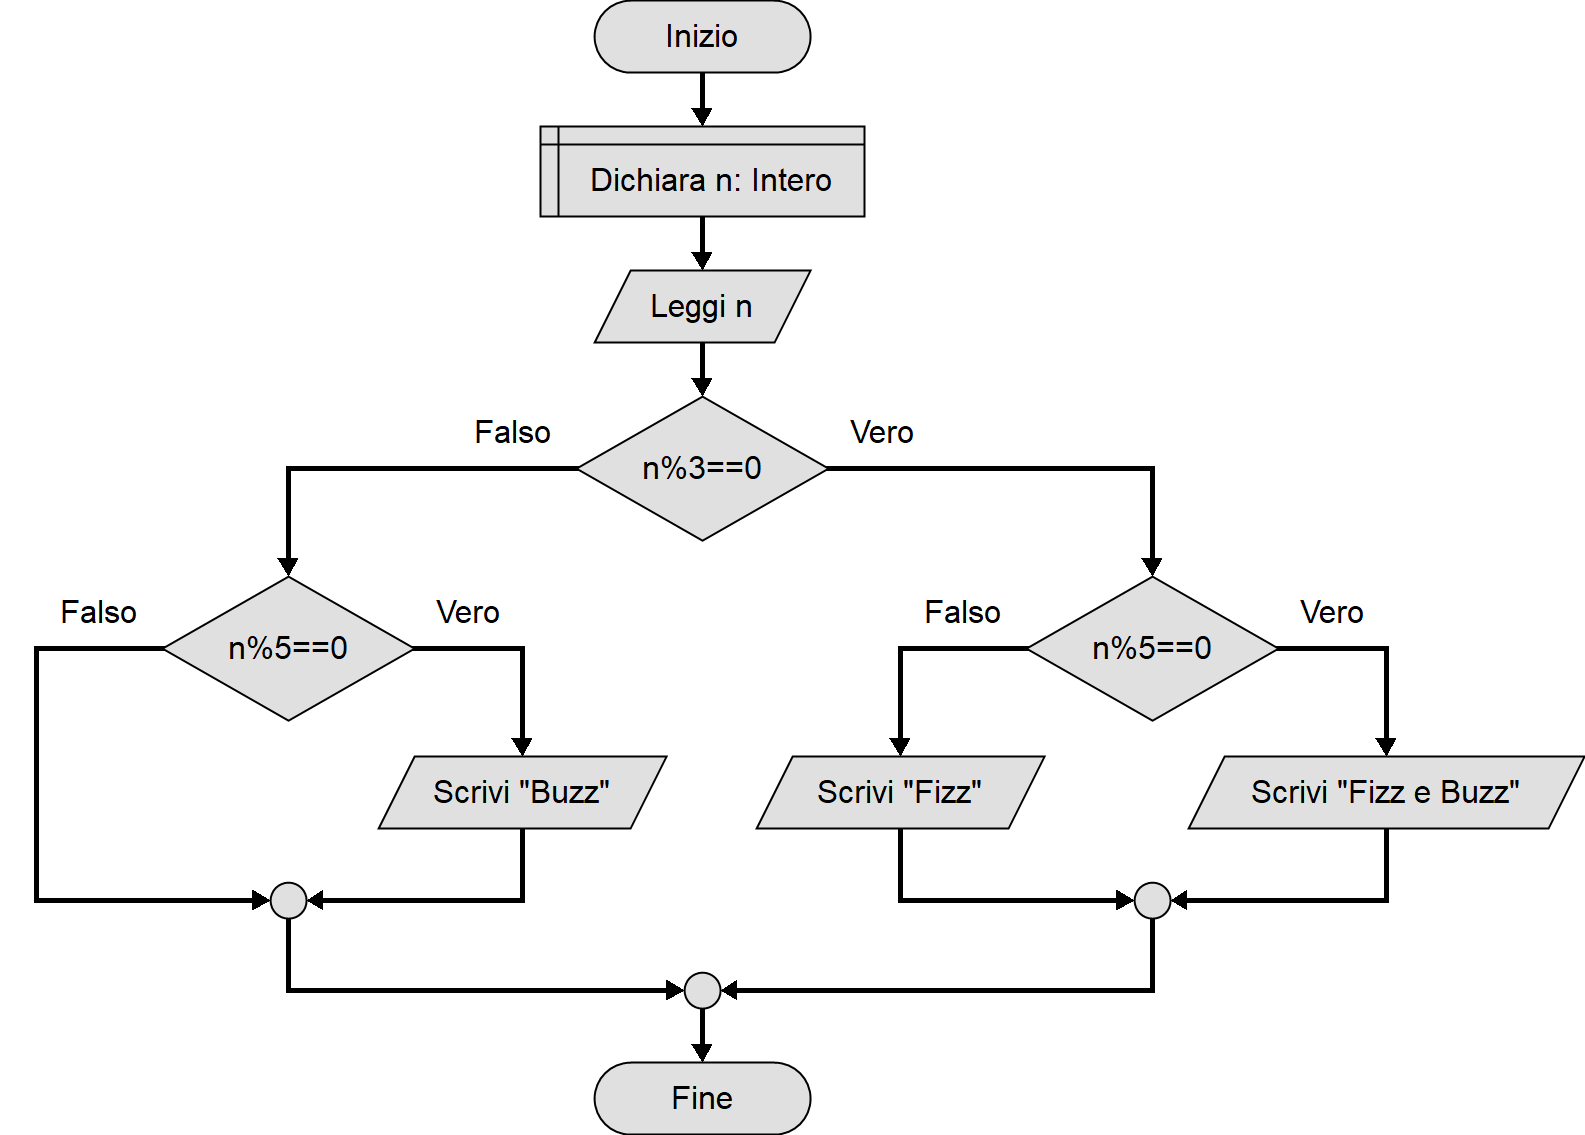 Inizio
Dichiara n: Intero
Leggi n
Falso
Vero
n%3==0
Falso
Vero
n%5==0
Falso
Vero
n%5==0
Scrivi "Buzz"
Scrivi "Fizz"
Scrivi "Fizz e Buzz"
Fine